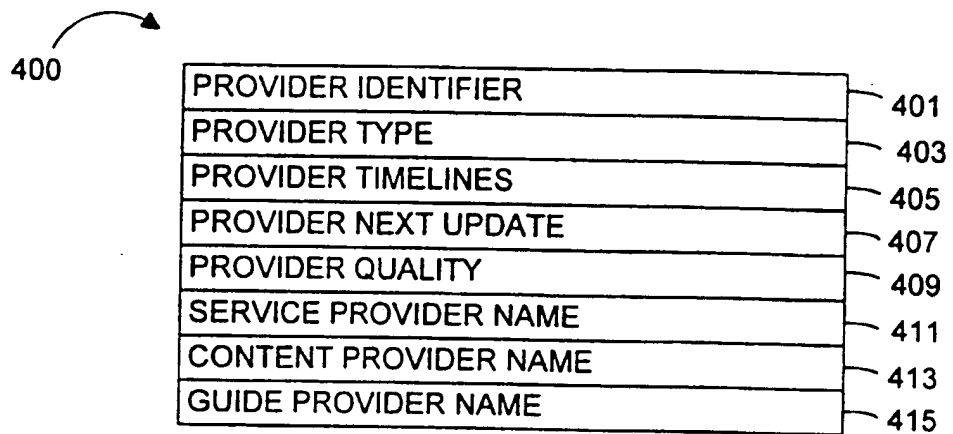 400
PROVIDER IDENTIFIER 401
PROVIDER TYPE 403
PROVIDER TIMELINES 405
PROVIDER NEXT UPDATE 407
PROVIDER QUALITY 409
SERVICE PROVIDER NAME 411
CONTENT PROVIDER NAME 413
GUIDE PROVIDER NAME 415